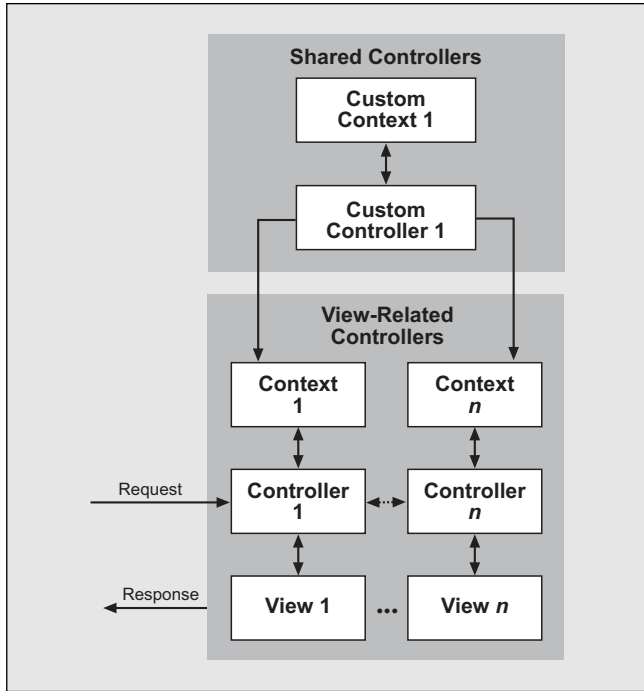 Shared Controllers
Custom
Context 1
Custom
Controller 1
View-Related
Controllers
Context
1
Context
n
Request
Controller
1
Controller
n
Response
View 1
...
View n